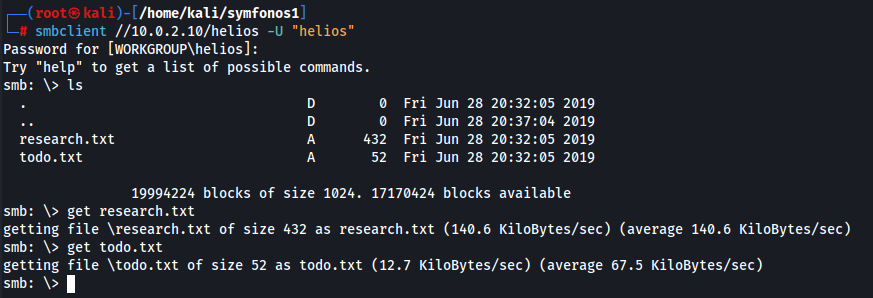 ┌──(root㉿kali)-[/home/kali/symfonos1]
└─# smbclient //10.0.2.10/helios -U "helios"
Password for [WORKGROUP\helios]:
Try "help" to get a list of possible commands.
smb: \> ls
  .                                   D        0  Fri Jun 28 20:32:05 2019
  ..                                  D        0  Fri Jun 28 20:37:04 2019
  research.txt                        A      432  Fri Jun 28 20:32:05 2019
  todo.txt                            A       52  Fri Jun 28 20:32:05 2019
                19994224 blocks of size 1024. 17170424 blocks available
smb: \> get research.txt
getting file \research.txt of size 432 as research.txt (140.6 KiloBytes/sec) (average 140.6 KiloBytes/sec)
smb: \> get todo.txt
getting file \todo.txt of size 52 as todo.txt (12.7 KiloBytes/sec) (average 67.5 KiloBytes/sec)
smb: \>